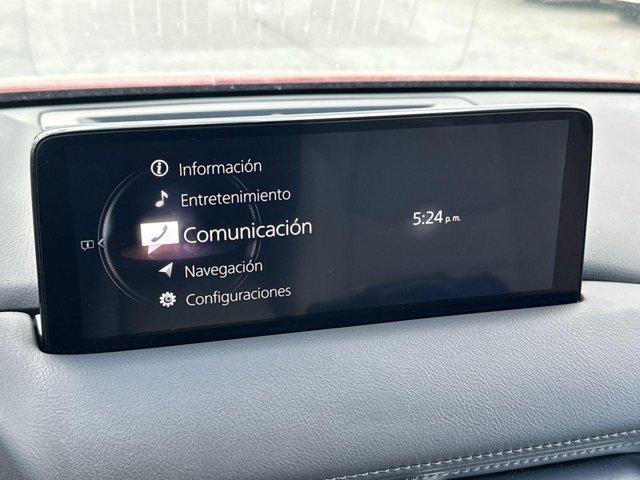 Información
Entretenimiento
Comunicación
5:24 p.m.
Navegación
Configuraciones